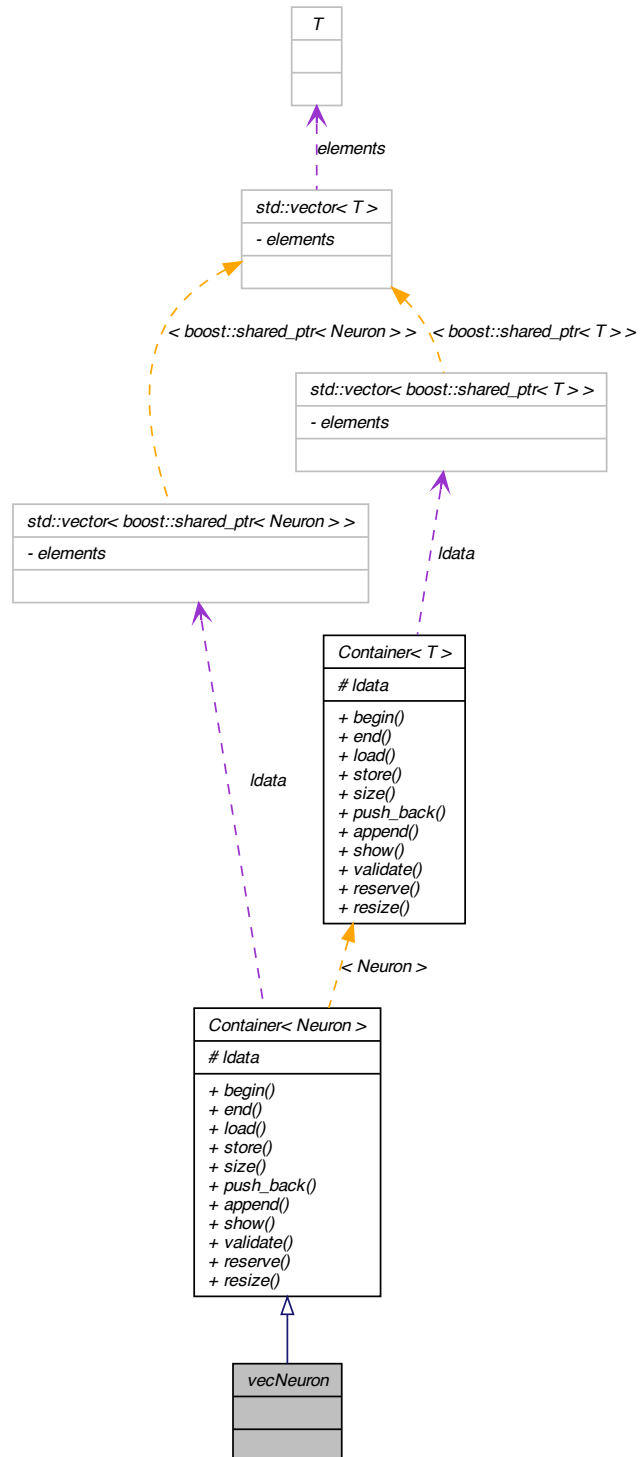 T
elements
std::vector< T >
- elements
< boost::shared_ptr< Neuron > >
< boost::shared_ptr< T > >
std::vector< boost::shared_ptr< T > >
- elements
std::vector< boost::shared_ptr< Neuron > >
- elements
ldata
Container< T >
# ldata
+ begin()
+ end()
+ load()
+ store()
+ size()
+ push_back()
+ append()
+ show()
+ validate()
+ reserve()
+ resize()
ldata
< Neuron >
Container< Neuron >
# ldata
+ begin()
+ end()
+ load()
+ store()
+ size()
+ push_back()
+ append()
+ show()
+ validate()
+ reserve()
+ resize()
vecNeuron